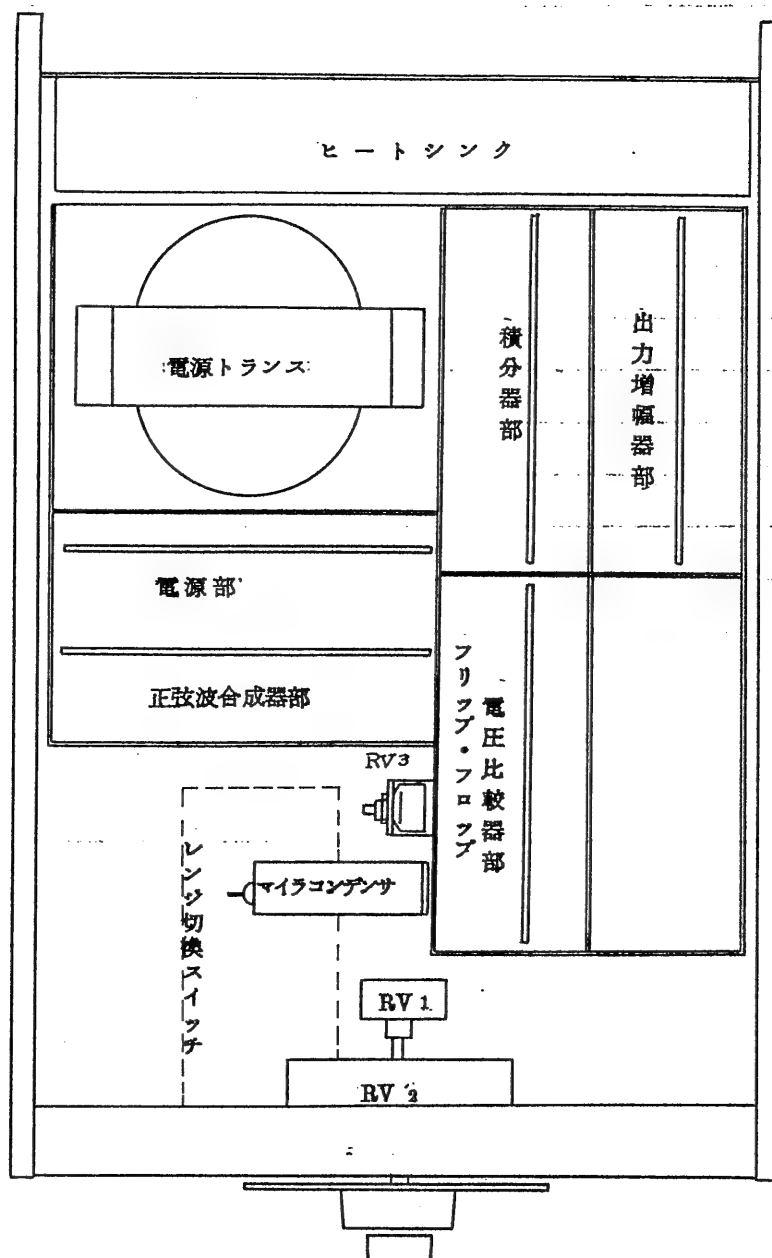 ヒートシンク
電源トランス
積分器部
出力増幅器部
電源部
正弦波合成器部
RV3
フリップ・フロップ
電圧比較器部
マイラコンデンサ
レンジ切換スイッチ
RV1
RV2